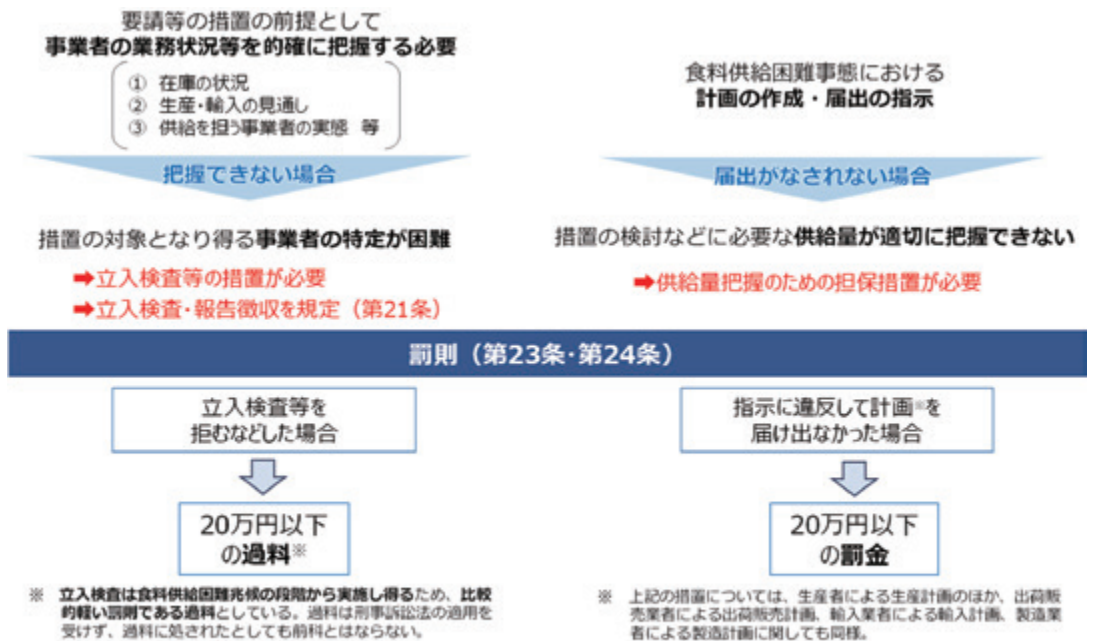 要請等の措置の前提として
事業者の業務状況等を的確に把握する必要
① 在庫の状況
② 生産・輸入の見通し
③ 供給を担う事業者の実態 等
把握できない場合
措置の対象となり得る事業者の特定が困難
➡立入検査等の措置が必要
➡立入検査・報告徴収を規定（第21条）
食料供給困難事態における
計画の作成・届出の指示
届出がなされない場合
措置の検討などに必要な供給量が適切に把握できない
➡供給量把握のための担保措置が必要
罰則（第23条・第24条）
立入検査等を
拒むなどした場合
20万円以下
の過料※
※ 立入検査は食料供給困難兆候の段階から実施し得るため、比較
的軽い罰則である過料としている。過料は刑事訴訟法の適用を
受けず、過料に処されたとしても前科とはならない。
指示に違反して計画※を
届け出なかった場合
20万円以下
の罰金
※ 上記の措置については、生産者による生産計画のほか、出荷販
売業者による出荷販売計画、輸入業者による輸入計画、製造業
者による製造計画に関しても同様。